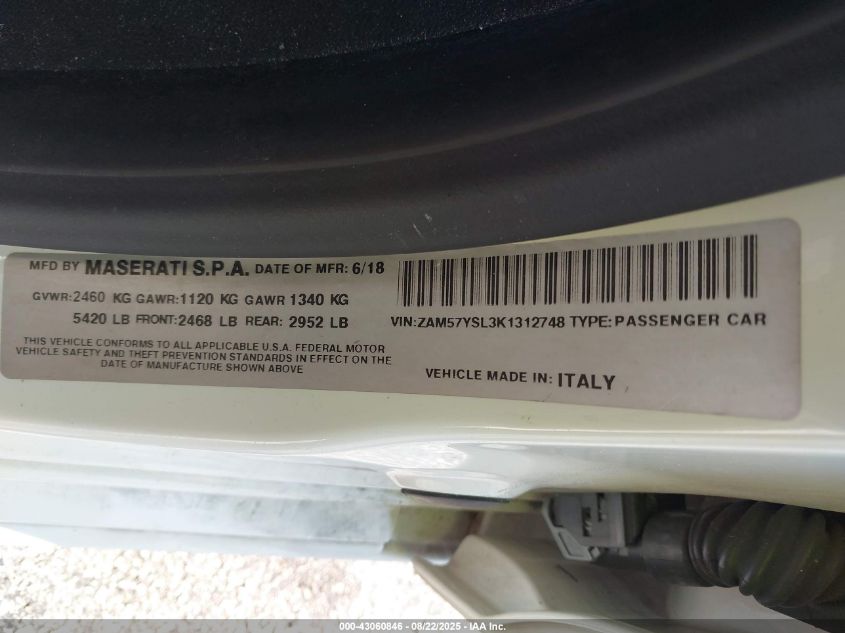 MFD BY MASERATI S.P.A. DATE OF MFR: 6/18
GVWR:2460 KG GAWR:1120 KG GAWR 1340 KG
5420 LB FRONT:2468 LB REAR: 2952 LB
THIS VEHICLE CONFORMS TO ALL APPLICABLE U.S.A. FEDERAL MOTOR
VEHICLE SAFETY AND THEFT PREVENTION STANDARDS IN EFFECT ON THE
DATE OF MANUFACTURE SHOWN ABOVE
VIN:ZAM57YSL3K1312748 TYPE:PASSENGER CAR
VEHICLE MADE IN: ITALY
000-43060846 - 08/22/2025 - IAA Inc.